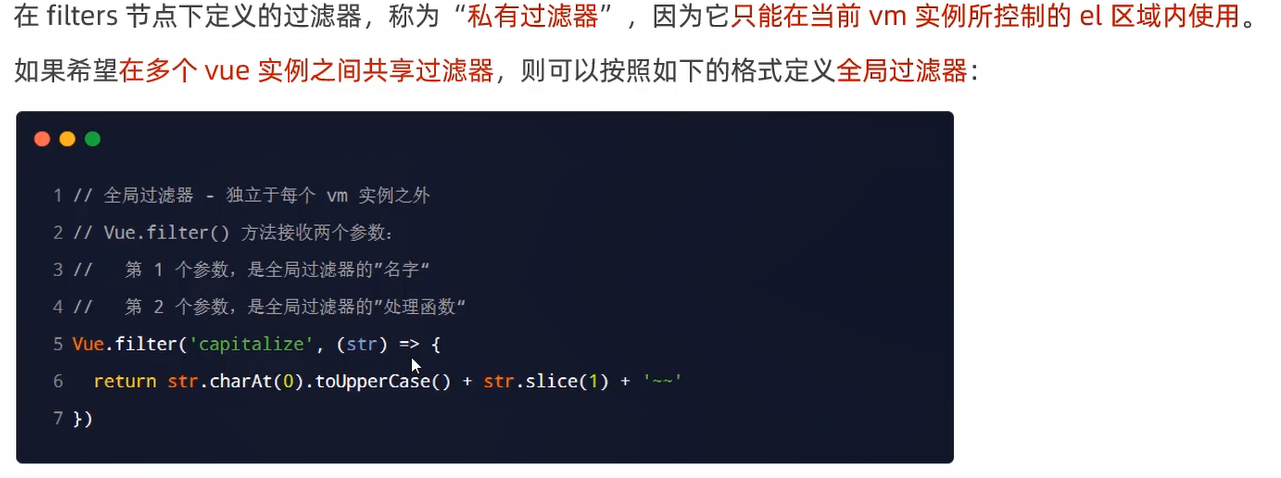 在 filters 节点下定义的过滤器，称为“私有过滤器”，因为它只能在当前 vm 实例所控制的 el 区域内使用。
如果希望在多个 vue 实例之间共享过滤器，则可以按照如下的格式定义全局过滤器：
1 // 全局过滤器 - 独立于每个 vm 实例之外
2 // Vue.filter() 方法接收两个参数：
3 //   第 1 个参数，是全局过滤器的”名字“
4 //   第 2 个参数，是全局过滤器的”处理函数“
5 Vue.filter('capitalize', (str) => {
6   return str.charAt(0).toUpperCase() + str.slice(1) + '~~'
7 })